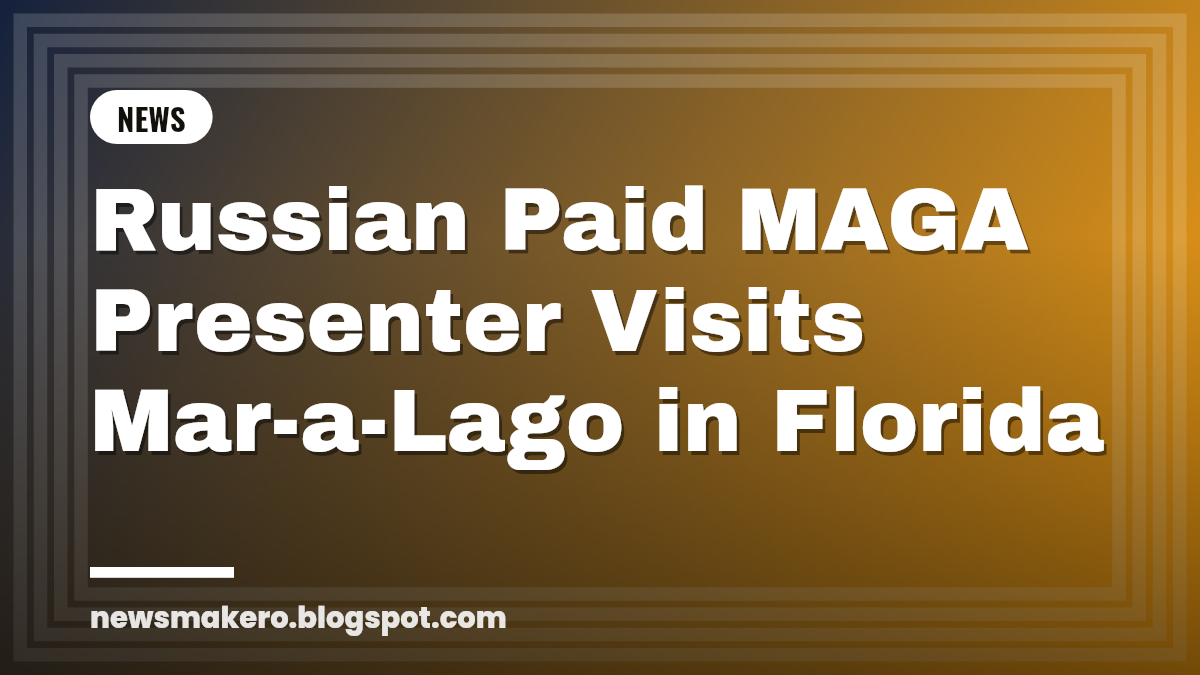 NEWS
Russian Paid MAGA
Presenter Visits
Mar-a-Lago in Florida
newsmakero.blogspot.com